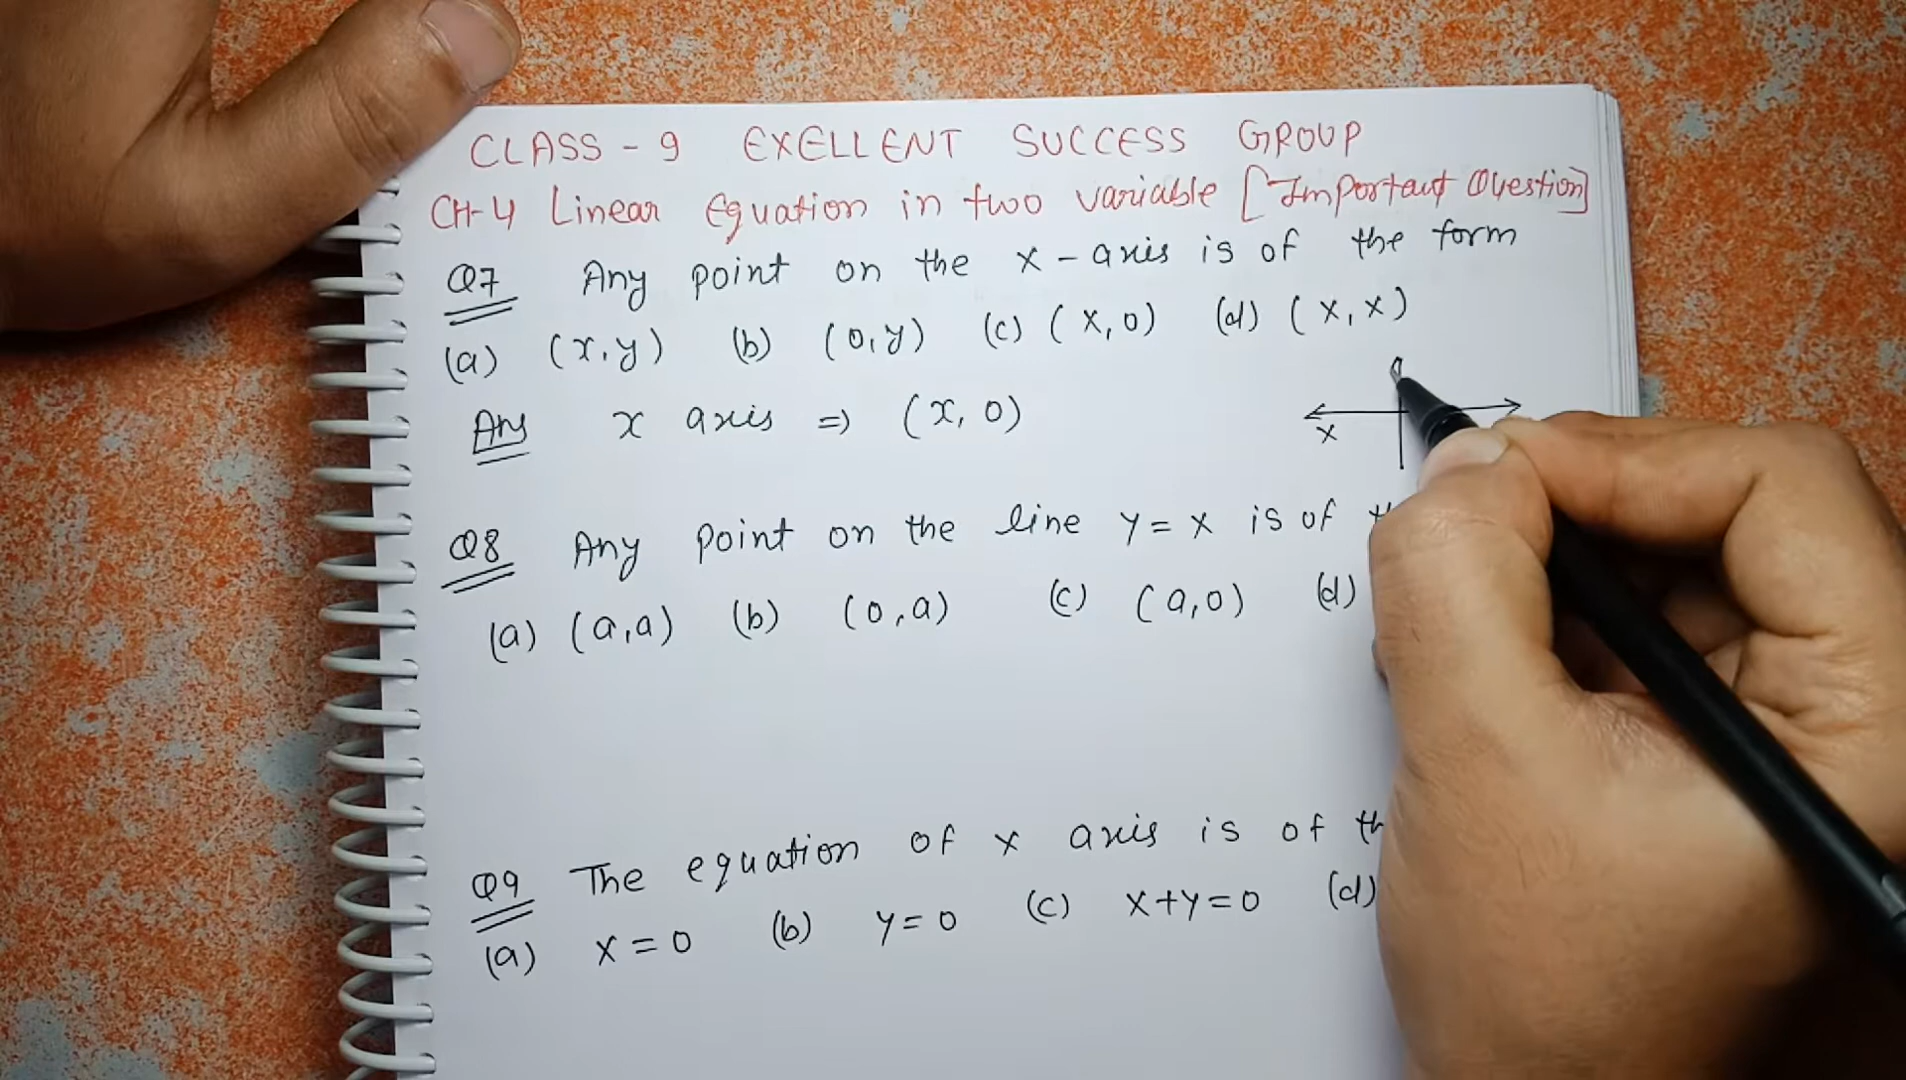 CLASS - 9 EXELLENT SUCCESS GROUP
CH-4 Linear Equation in two variable [Important Question]
Q7 Any point on the x-axis is of the form
(a) (x,y) (b) (0,y) (c) (x,0) (d) (x,x)
Ans x axis ⇒ (x,0)
x
Q8 Any point on the line y = x is of
(a) (a,a) (b) (0,a) (c) (a,0) (d)
Q9 The equation of x axis is of
(a) x = 0 (b) y = 0 (c) x+y=0 (d)